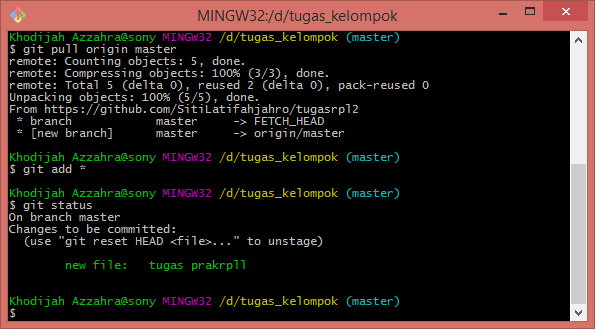 MINGW32:/d/tugas_kelompok
Khodijah Azzahra@sony MINGW32 /d/tugas_kelompok (master)
$ git pull origin master
remote: Counting objects: 5, done.
remote: Compressing objects: 100% (3/3), done.
remote: Total 5 (delta 0), reused 2 (delta 0), pack-reused 0
Unpacking objects: 100% (5/5), done.
From https://github.com/SitiLatifahjahro/tugasrpl2
 * branch            master     -> FETCH_HEAD
 * [new branch]      master     -> origin/master
Khodijah Azzahra@sony MINGW32 /d/tugas_kelompok (master)
$ git add *
Khodijah Azzahra@sony MINGW32 /d/tugas_kelompok (master)
$ git status
On branch master
Changes to be committed:
  (use "git reset HEAD <file>..." to unstage)
        new file:   tugas prakrpll
Khodijah Azzahra@sony MINGW32 /d/tugas_kelompok (master)
$